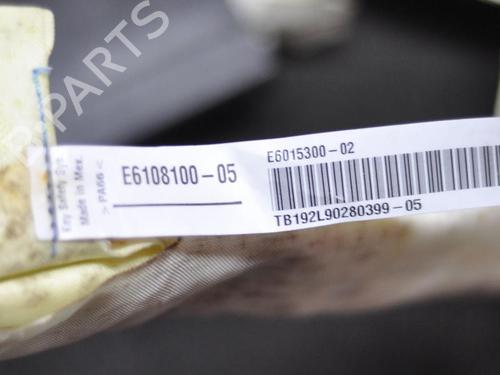 B-PARTS
Key Safety Sys
Made in Mex.
> PA66 <
E6108100-05
E6015300-02
TB192L90280399-05